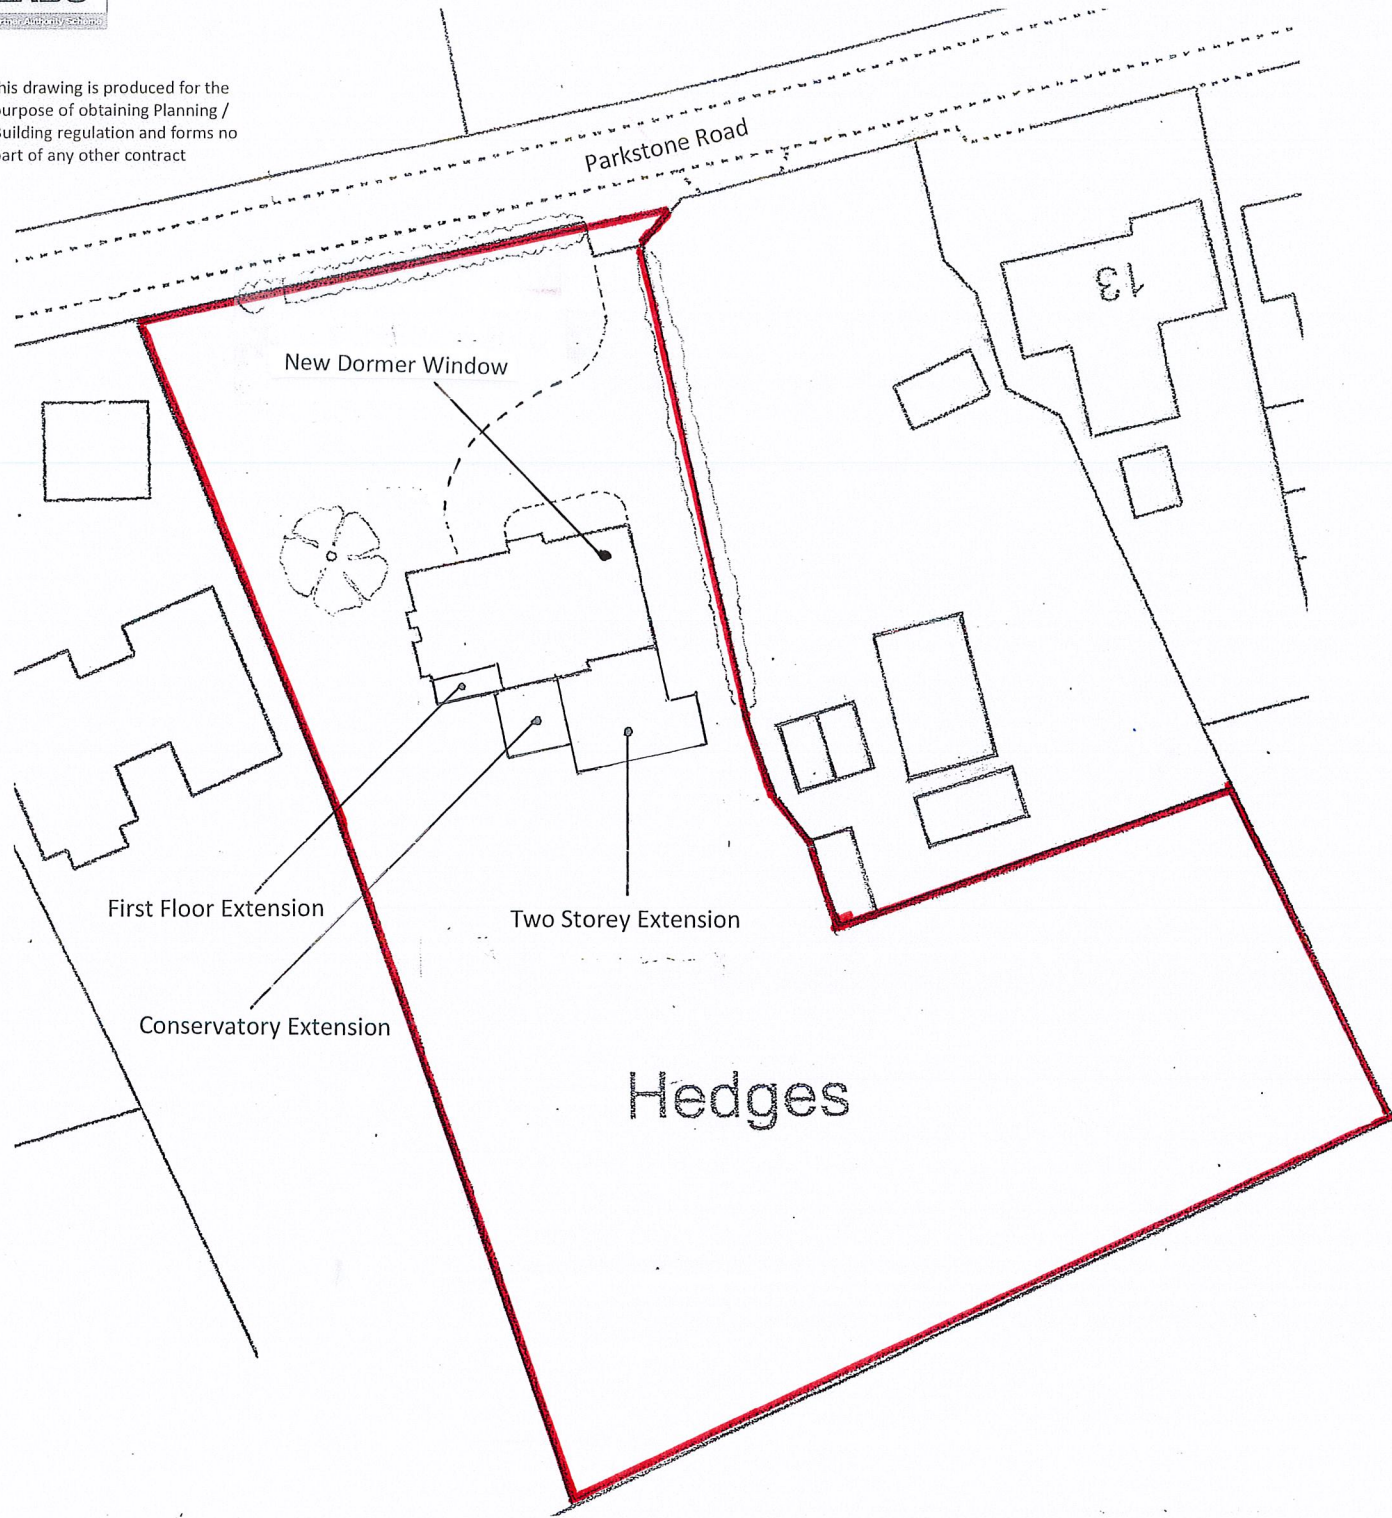 his drawing is produced for the
urpose of obtaining Planning /
uilding regulation and forms no
art of any other contract
Parkstone Road
13
New Dormer Window
First Floor Extension
Two Storey Extension
Conservatory Extension
Hedges